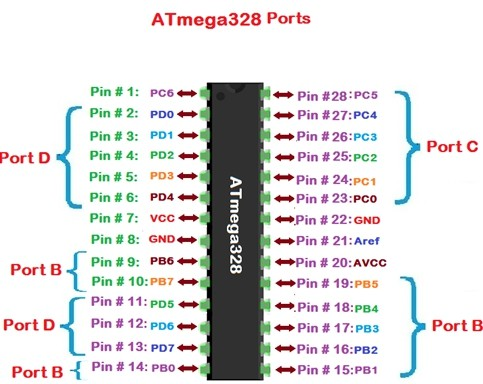 ATmega328 Ports
Pin # 1: PC6
Pin # 2: PD0
Pin # 3: PD1
Pin # 4: PD2
Pin # 5: PD3
Pin # 6: PD4
Pin # 7: VCC
Pin # 8: GND
Pin # 9: PB6
Pin # 10: PB7
Pin # 11: PD5
Pin # 12: PD6
Pin # 13: PD7
Pin # 14: PB0
Port D
Port B
Port D
Port B
ATmega328
Pin #28: PC5
Pin #27: PC4
Pin #26: PC3
Pin #25: PC2
Pin #24: PC1
Pin #23: PC0
Pin #22: GND
Pin #21: Aref
Pin #20: AVCC
Pin #19: PB5
Pin #18: PB4
Pin #17: PB3
Pin #16: PB2
Pin #15: PB1
Port C
Port B